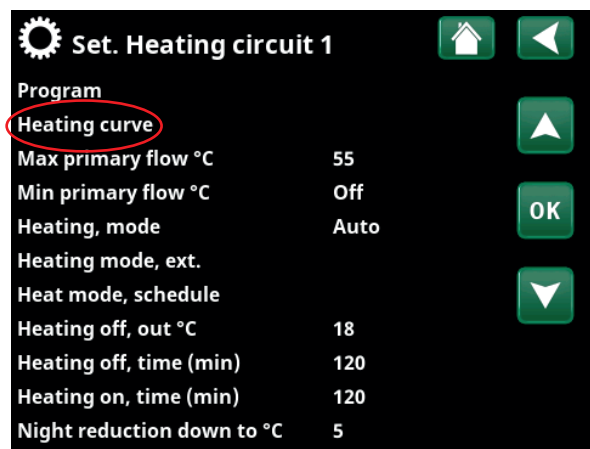 Set. Heating circuit 1
Program
Heating curve
Max primary flow °C 55
Min primary flow °C Off
Heating, mode Auto
OK
Heating mode, ext.
Heat mode, schedule
Heating off, out °C 18
Heating off, time (min) 120
Heating on, time (min) 120
Night reduction down to °C 5